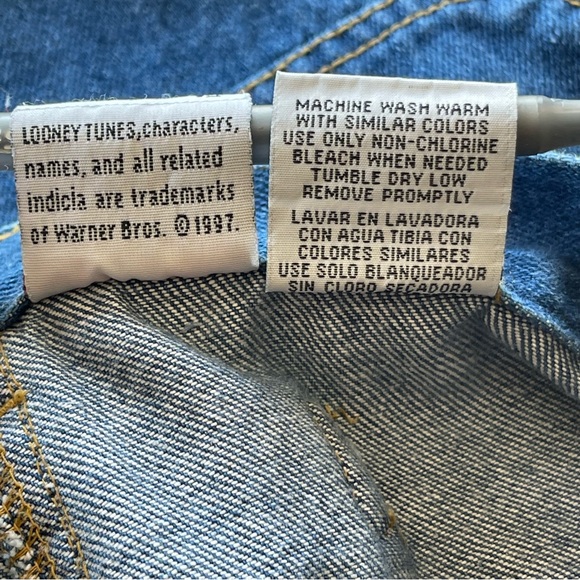 LOONEY TUNES, characters,
names, and all related
indicia are trademarks
of Warner Bros. ©1997.
MACHINE WASH WARM
WITH SIMILAR COLORS
USE ONLY NON-CHLORINE
BLEACH WHEN NEEDED
TUMBLE DRY LOW
REMOVE PROMPTLY
LAVAR EN LAVADORA
CON AGUA TIBIA CON
COLORES SIMILARES
USE SOLO BLANQUEADOR
SIN CLORO SECADORA